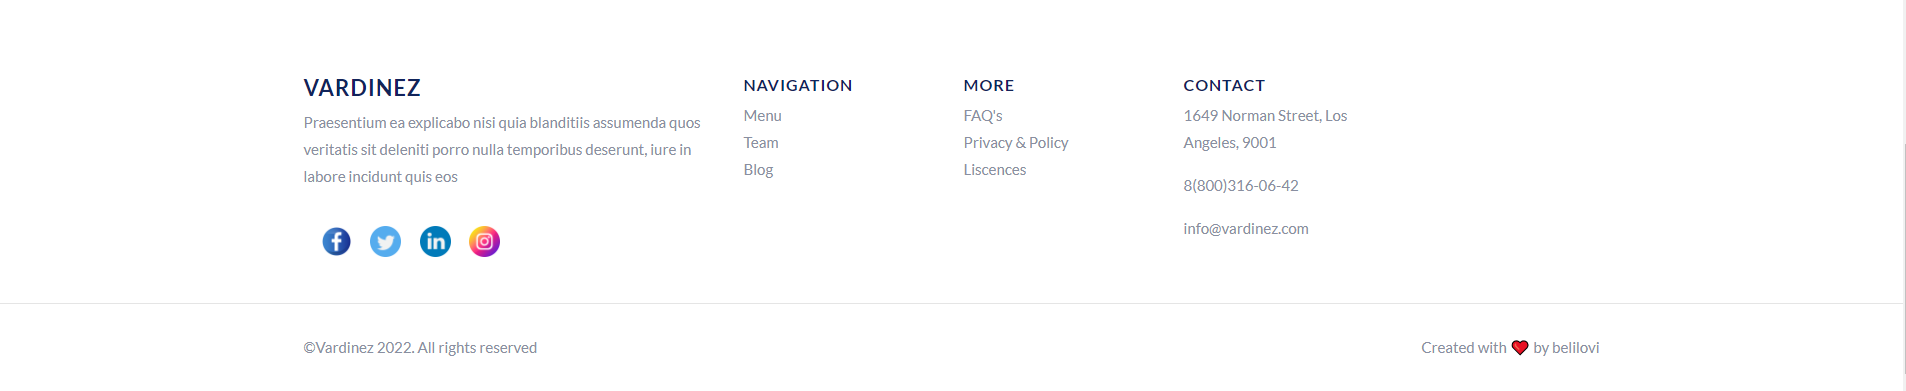 VARDINEZ
Praesentium ea explicabo nisi quia blanditiis assumenda quos
veritatis sit deleniti porro nulla temporibus deserunt, iure in
labore incidunt quis eos
NAVIGATION
Menu
Team
Blog
MORE
FAQ's
Privacy & Policy
Liscences
CONTACT
1649 Norman Street, Los
Angeles, 9001
8(800)316-06-42
info@vardinez.com
©Vardinez 2022. All rights reserved
Created with ❤ by belilovi